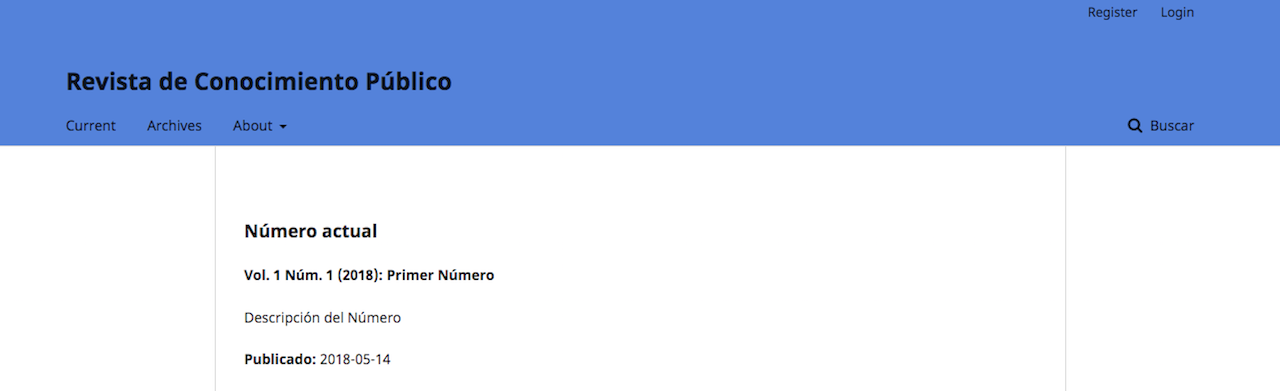 Register Login
Revista de Conocimiento Público
Current Archives About Buscar
Número actual
Vol. 1 Núm. 1 (2018): Primer Número
Descripción del Número
Publicado: 2018-05-14